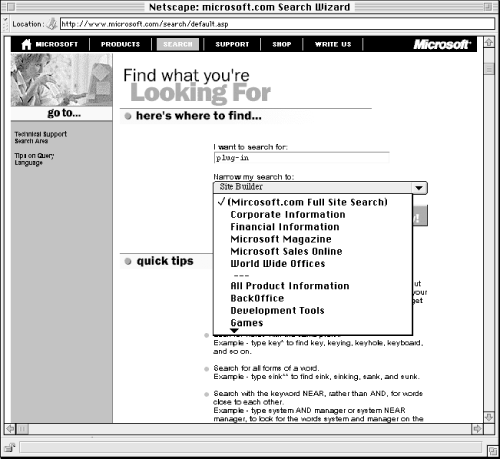 Netscape: microsoft.com Search Wizard
Location: http://www.microsoft.com/search/default.asp
MICROSOFT PRODUCTS SEARCH SUPPORT SHOP WRITE US Microsoft
Find what you're
Looking For
go to...
here's where to find...
Technical Support
Search Area
Tips on Query
Language
I want to search for:
plug-in
Narrow my search to:
Site Builder
✓(Mircosoft.com Full Site Search)
Corporate Information
Financial Information
Microsoft Magazine
Microsoft Sales Online
World Wide Offices
---
All Product Information
BackOffice
Development Tools
Games
quick tips
out
your
get
Example - type key* to find key, keying, keyhole, keyboard,
and so on.
Search for all forms of a word.
Example - type sink** to find sink, sinking, sank, and sunk.
Search with the keyword NEAR, rather than AND, for words
close to each other.
Example - type system AND manager or system NEAR
manager, to look for the words system and manager on the